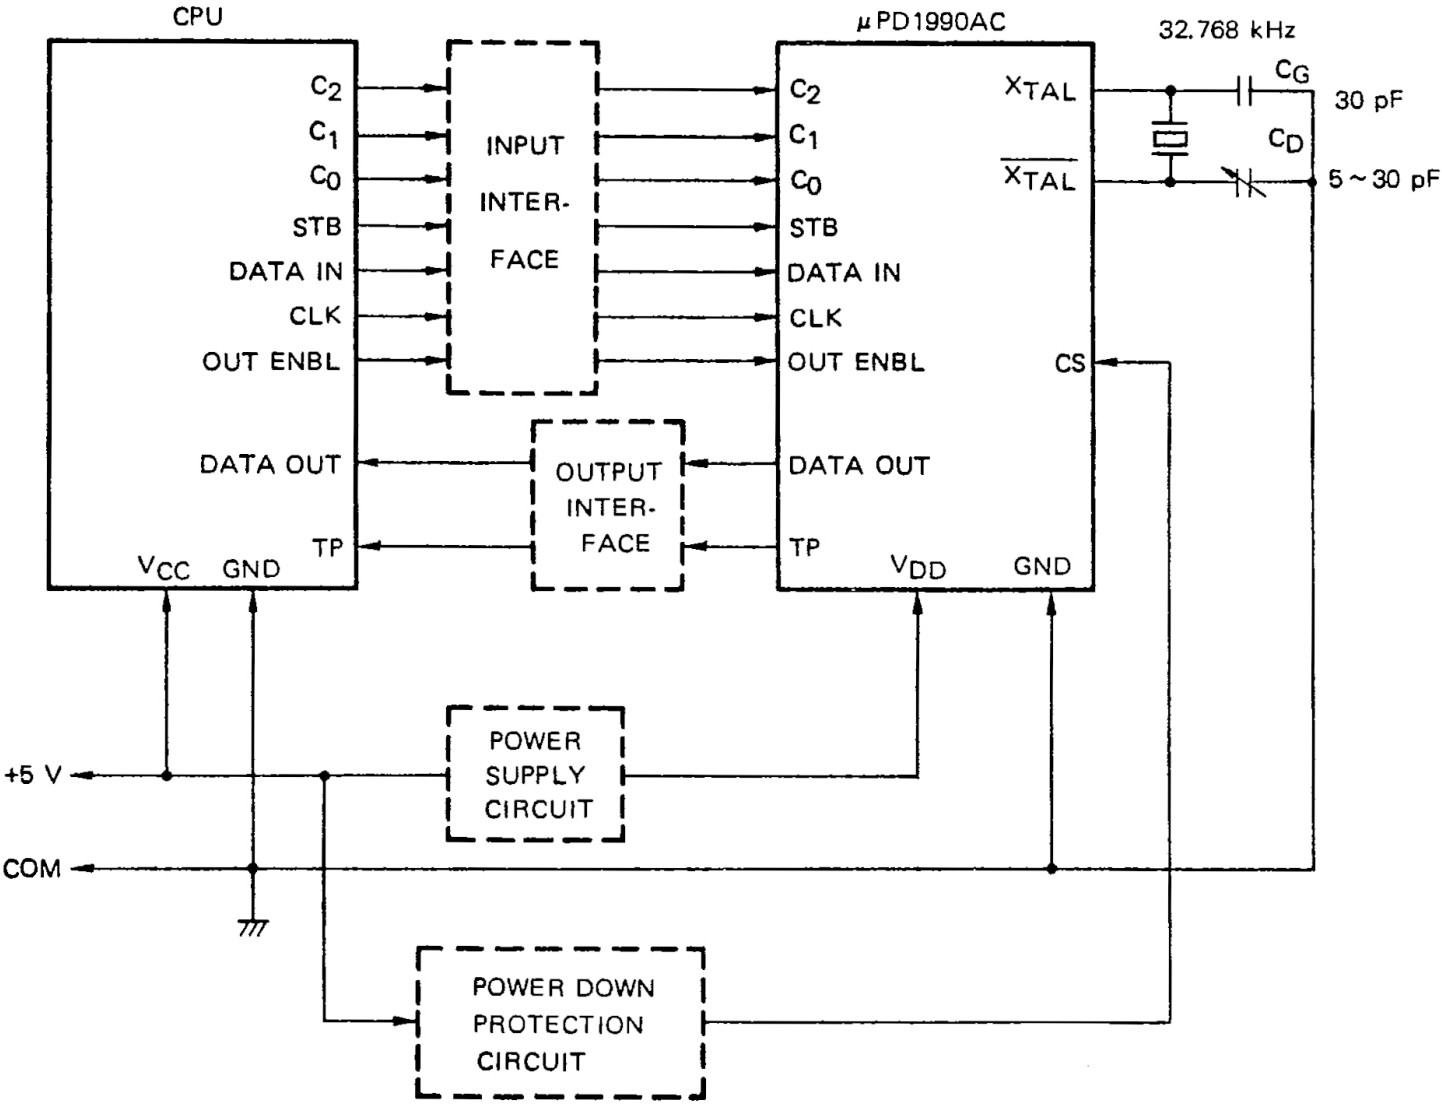 CPU
μPD1990AC
32.768 kHz
C2
C1
C0
STB
DATA IN
CLK
OUT ENBL
DATA OUT
TP
VCC
GND
INPUT
INTER-
FACE
OUTPUT
INTER-
FACE
C2
C1
C0
STB
DATA IN
CLK
OUT ENBL
DATA OUT
TP
VDD
GND
XTAL
XTAL
CS
CG
30 pF
CD
5~30 pF
+5 V
COM
POWER
SUPPLY
CIRCUIT
POWER DOWN
PROTECTION
CIRCUIT